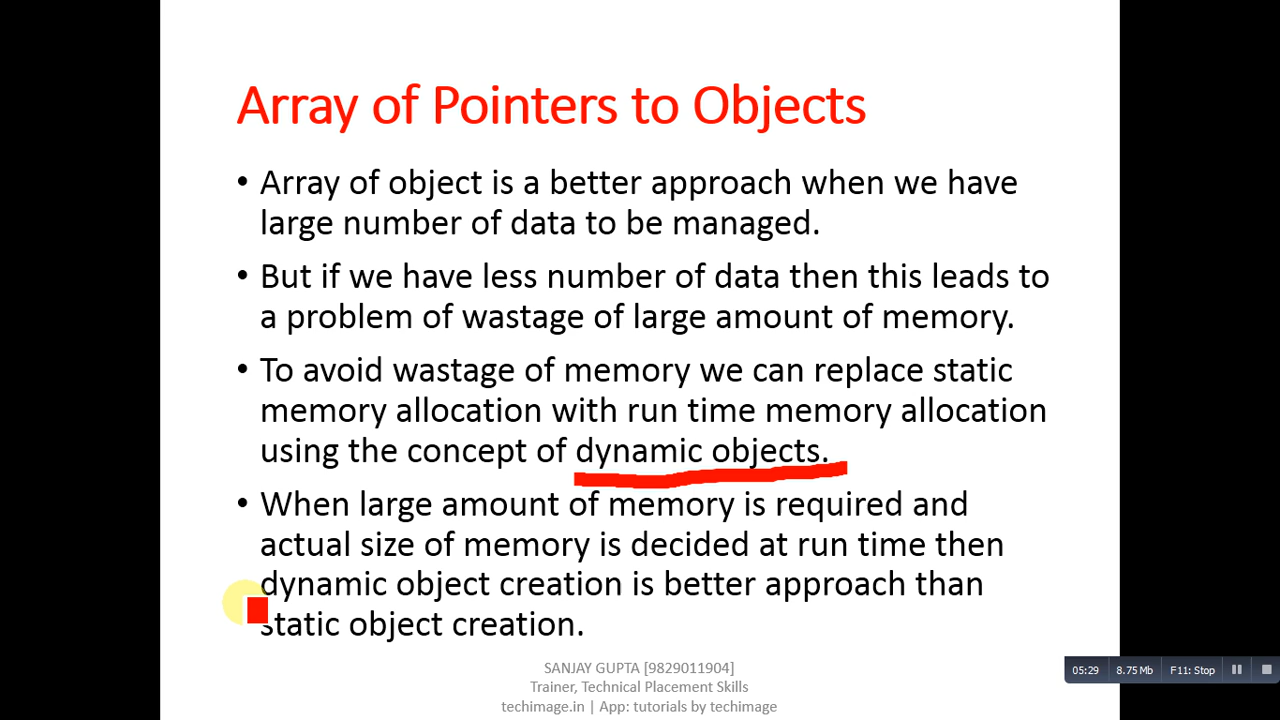 Array of Pointers to Objects
• Array of object is a better approach when we have
large number of data to be managed.
• But if we have less number of data then this leads to
a problem of wastage of large amount of memory.
• To avoid wastage of memory we can replace static
memory allocation with run time memory allocation
using the concept of dynamic objects.
• When large amount of memory is required and
actual size of memory is decided at run time then
dynamic object creation is better approach than
static object creation.
SANJAY GUPTA [9829011904]
Trainer, Technical Placement Skills
techimage.in | App: tutorials by techimage
05:29 8.75 Mb F11: Stop